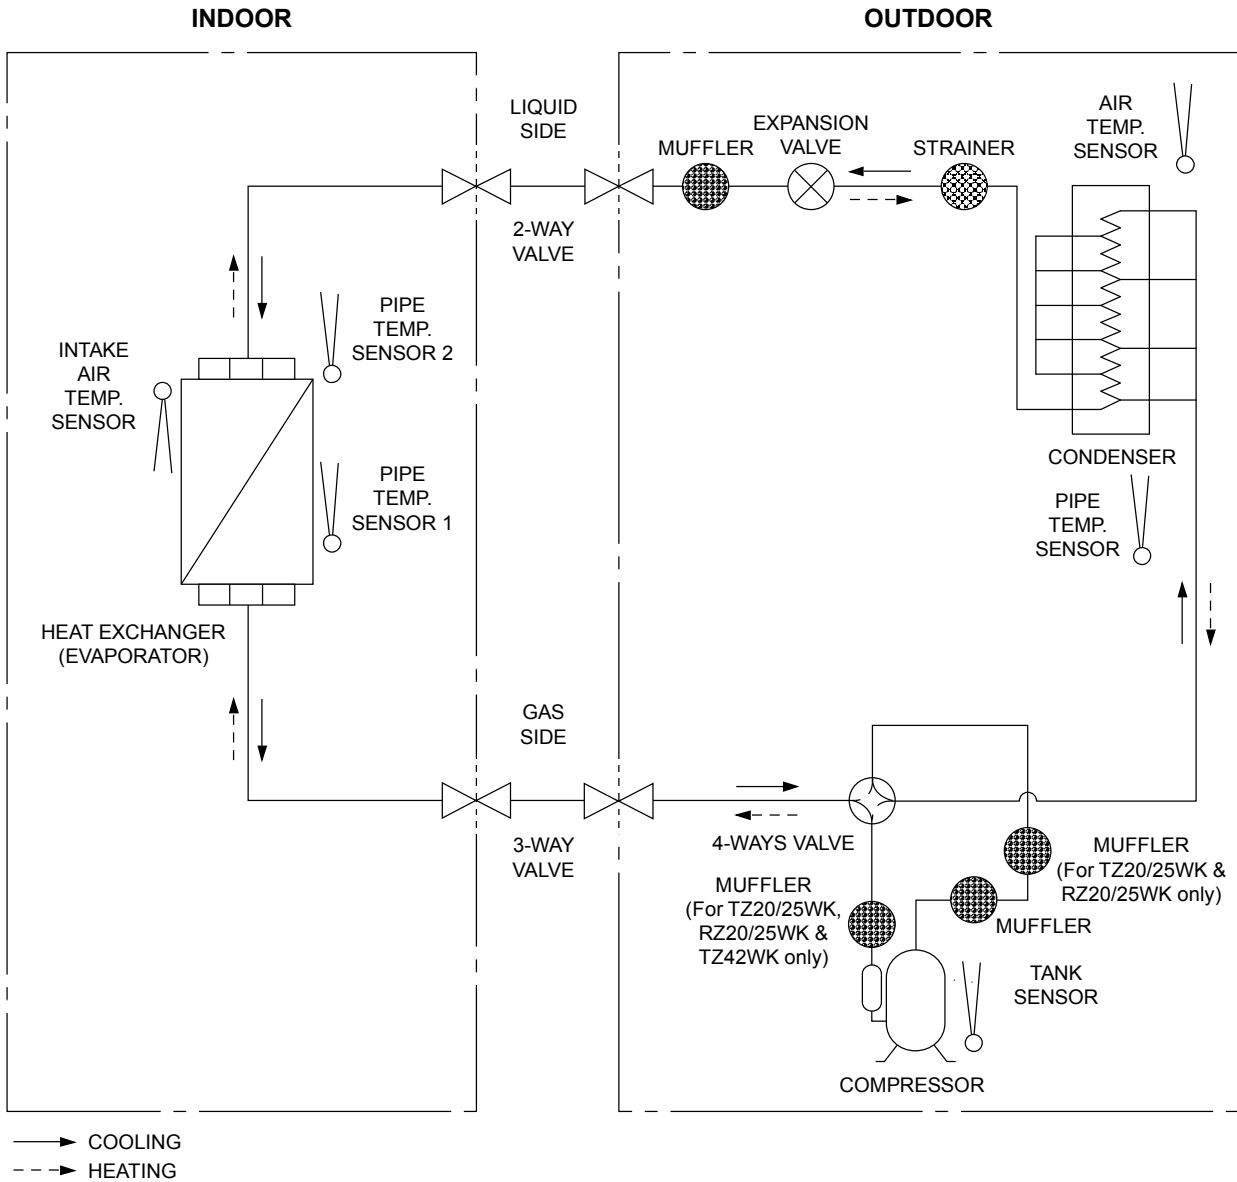 INDOOR
OUTDOOR
LIQUID
SIDE
MUFFLER
EXPANSION
VALVE
STRAINER
AIR
TEMP.
SENSOR
2-WAY
VALVE
PIPE
TEMP.
SENSOR 2
INTAKE
AIR
TEMP.
SENSOR
PIPE
TEMP.
SENSOR 1
CONDENSER
PIPE
TEMP.
SENSOR
HEAT EXCHANGER
(EVAPORATOR)
GAS
SIDE
3-WAY
VALVE
4-WAYS VALVE
MUFFLER
(For TZ20/25WK &
RZ20/25WK only)
MUFFLER
(For TZ20/25WK,
RZ20/25WK &
TZ42WK only)
MUFFLER
TANK
SENSOR
COMPRESSOR
COOLING
HEATING